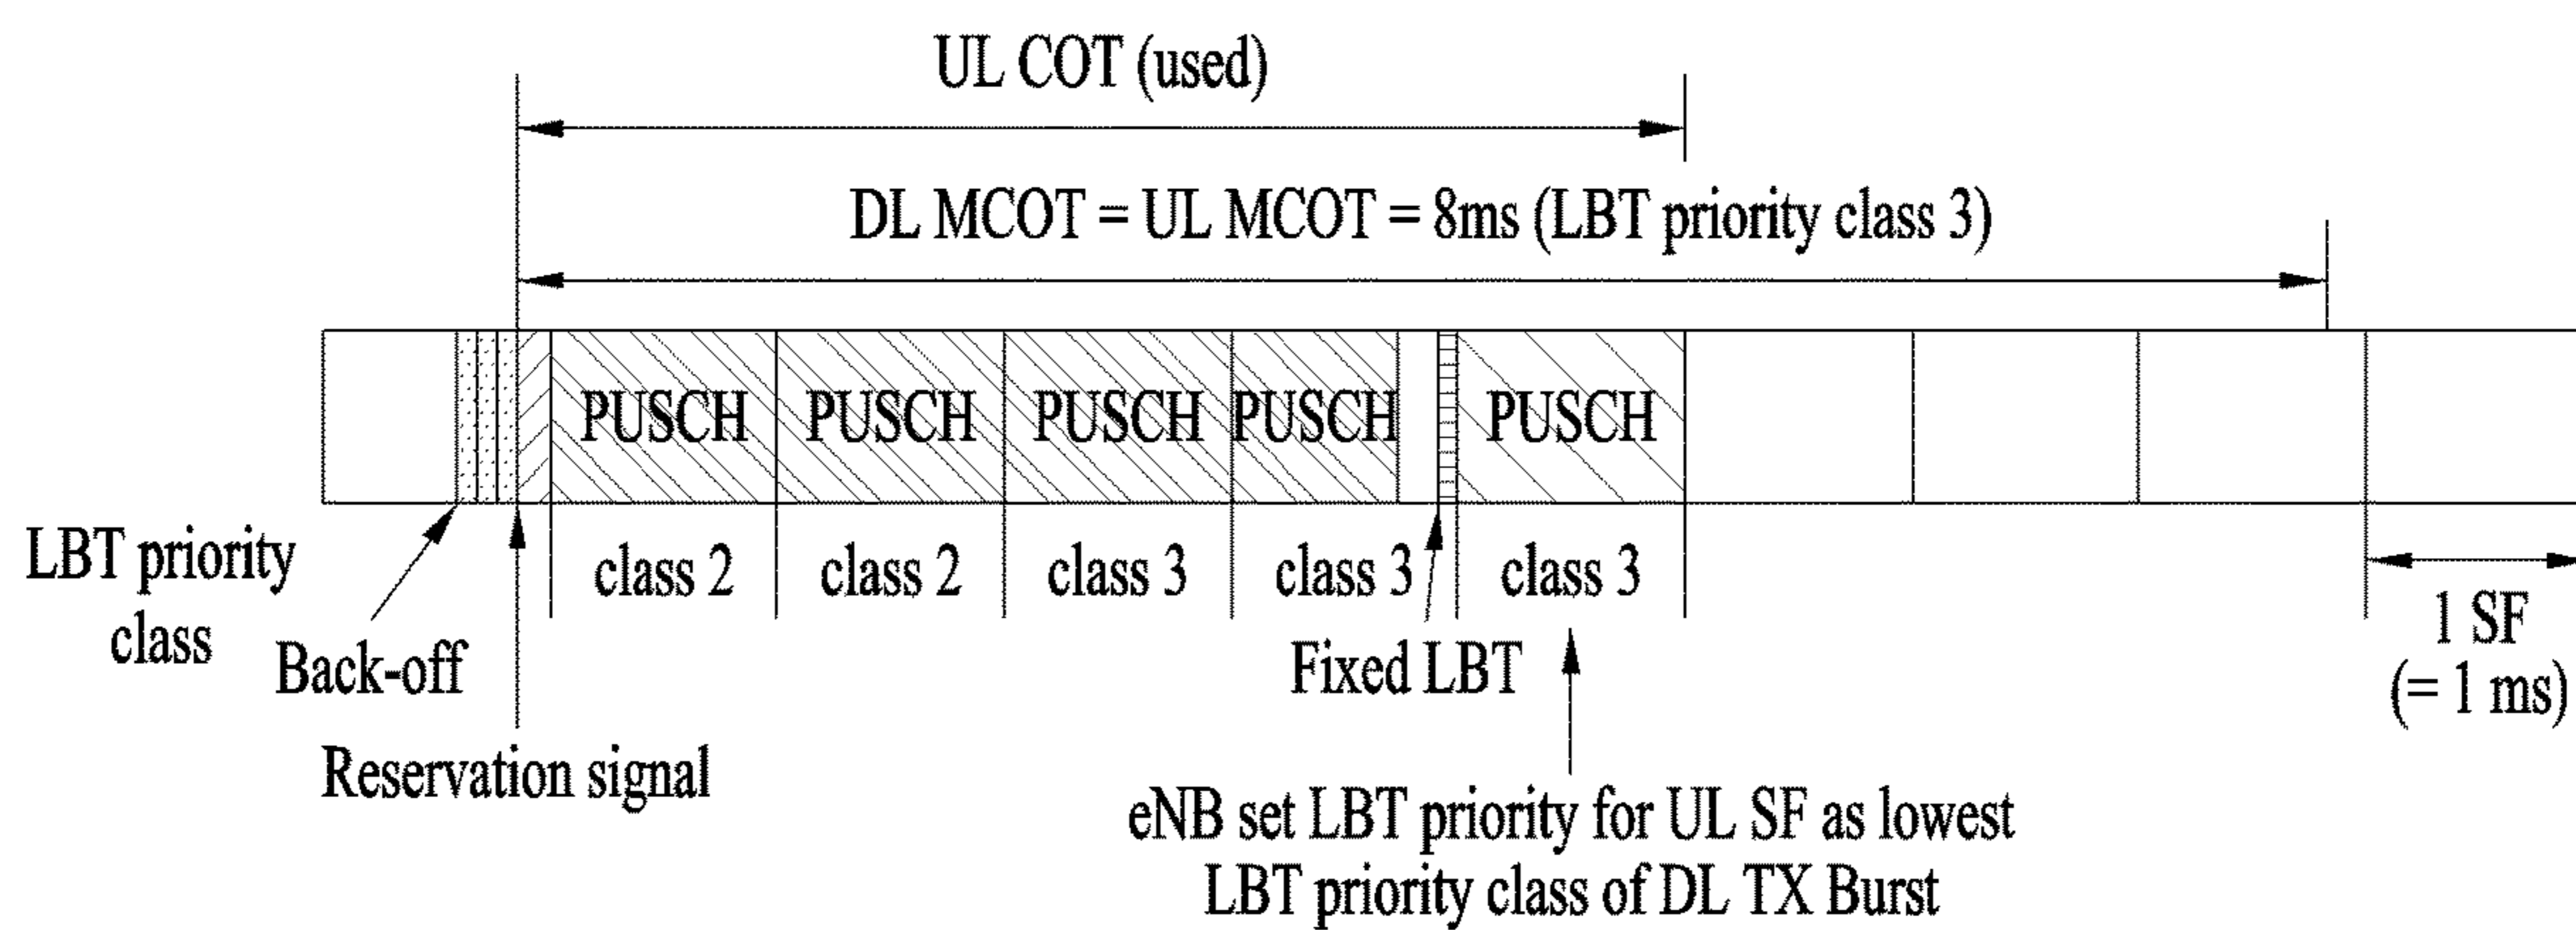 UL COT (used)
DL MCOT = UL MCOT = 8ms (LBT priority class 3)
PUSCH PUSCH PUSCH PUSCH PUSCH
LBT priority
class
class 2 class 2 class 3 class 3 class 3
Back-off
Fixed LBT
1 SF
(= 1 ms)
Reservation signal
eNB set LBT priority for UL SF as lowest
LBT priority class of DL TX Burst